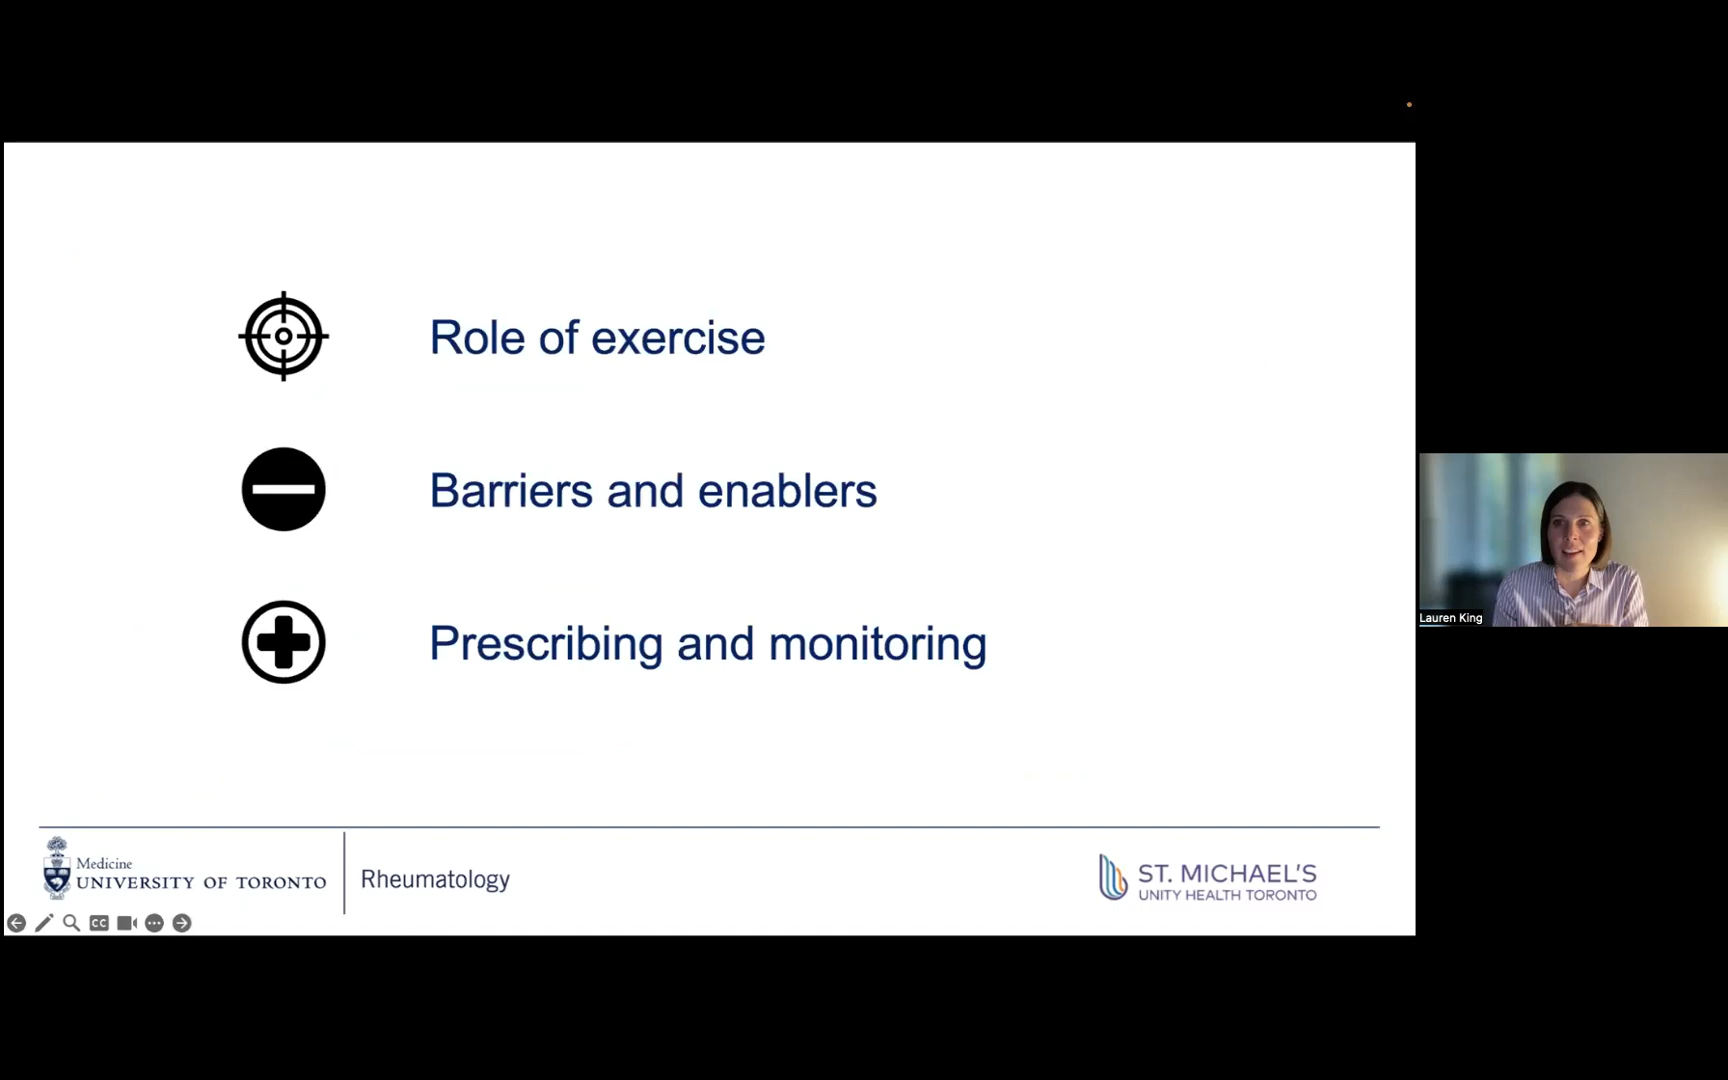 Role of exercise
Barriers and enablers
Prescribing and monitoring
Lauren King
Medicine
UNIVERSITY OF TORONTO
Rheumatology
ST. MICHAEL'S
UNITY HEALTH TORONTO
CC